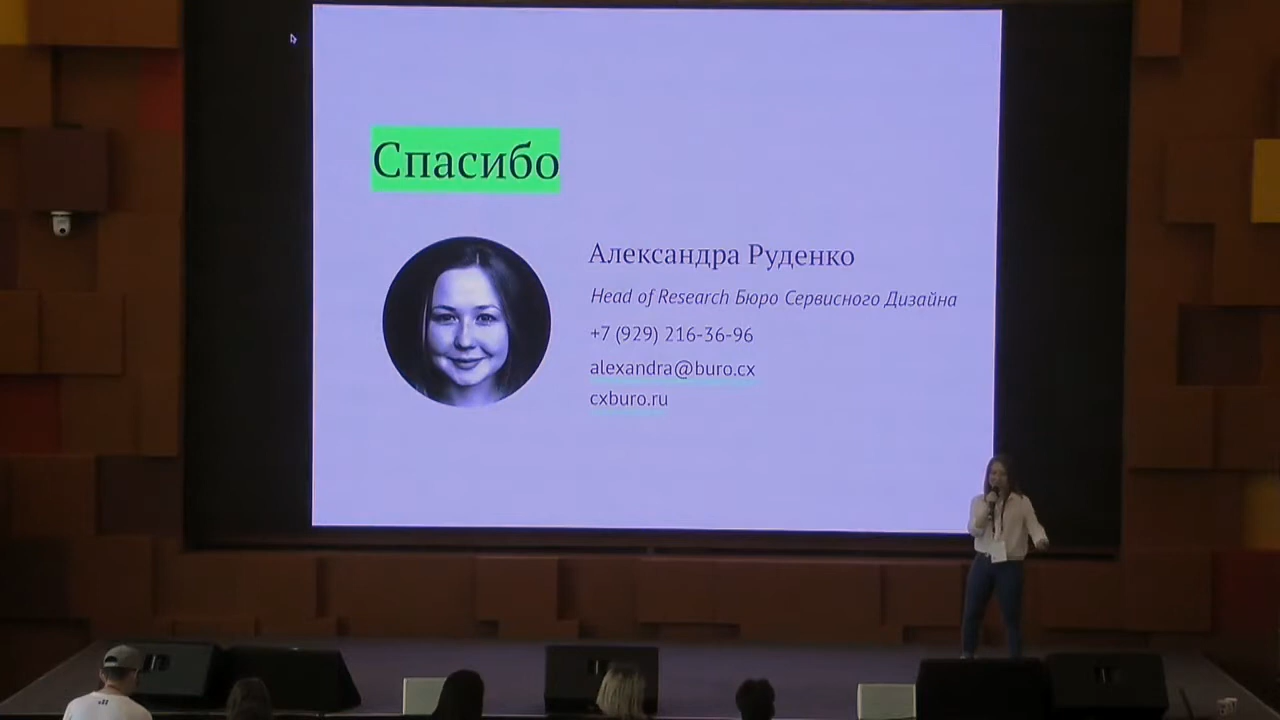 Спасибо
Александра Руденко
Head of Research Бюро Сервисного Дизайна
+7 (929) 216-36-96
alexandra@buro.cx
cxburo.ru